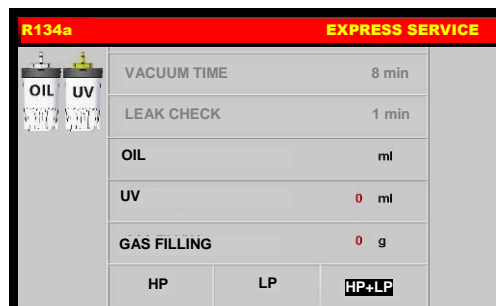 R134a EXPRESS SERVICE
OIL UV
VACUUM TIME 8 min
LEAK CHECK 1 min
OIL ml
UV 0 ml
GAS FILLING 0 g
HP LP HP+LP